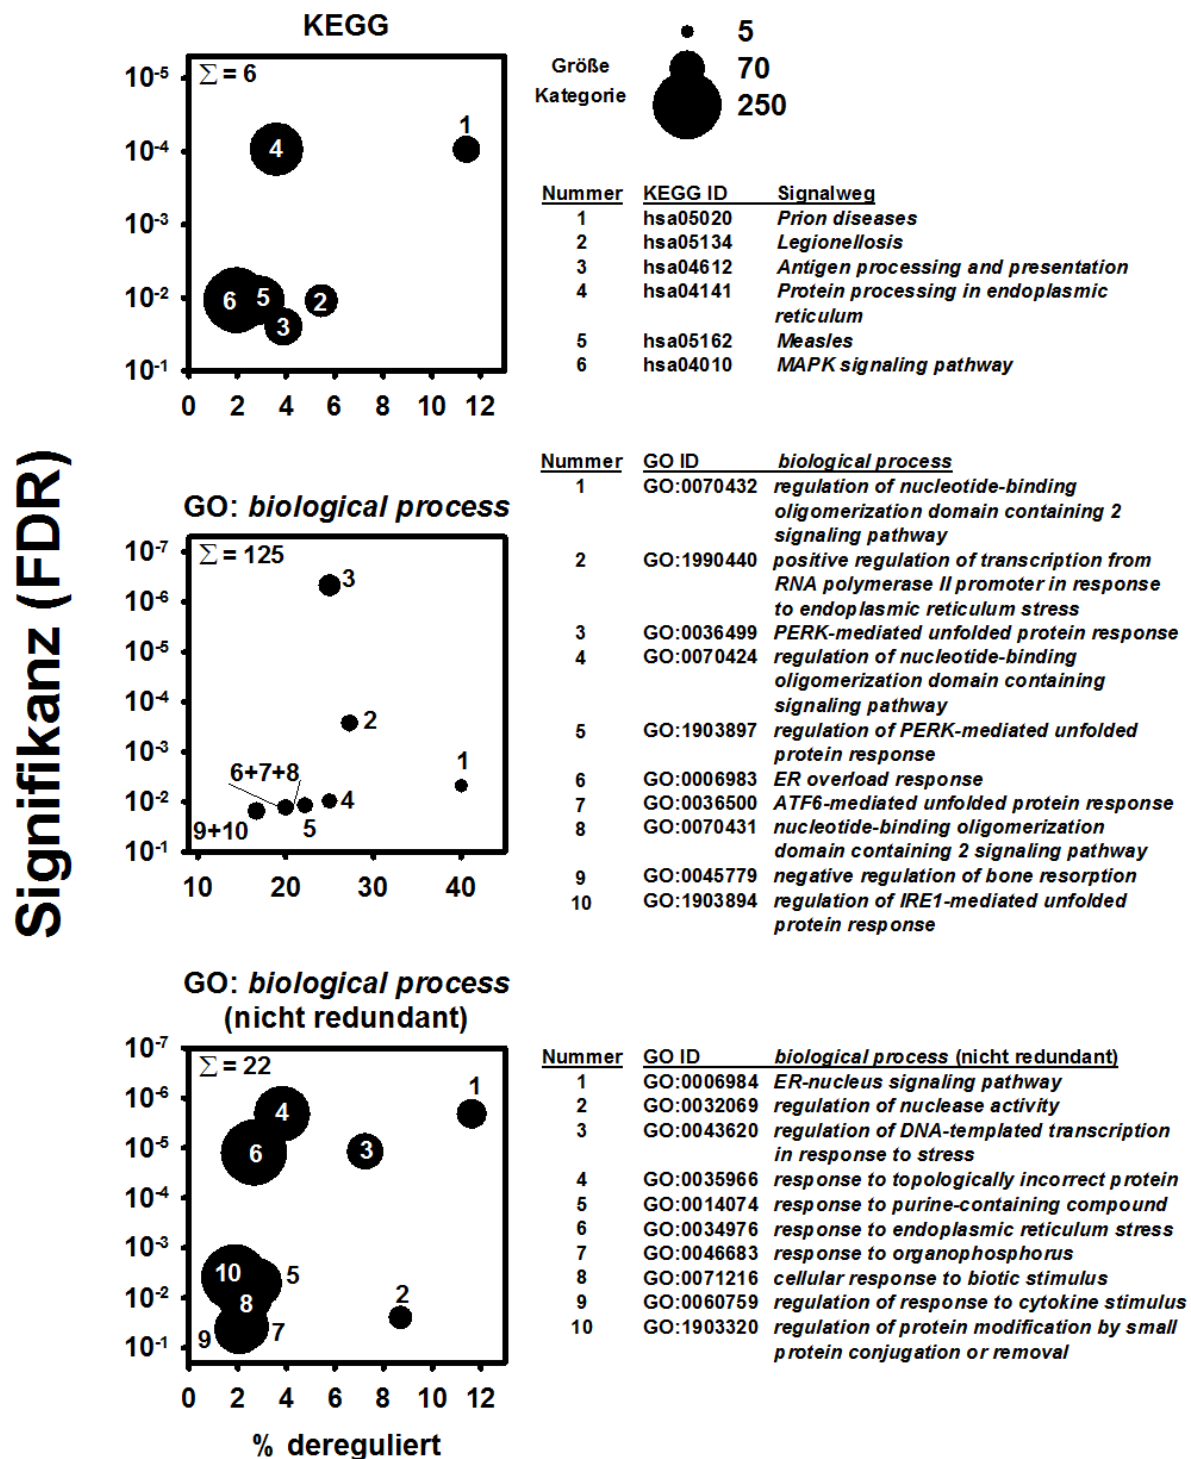 KEGG
Σ = 6
10-5
10-4
10-3
10-2
10-1
4
1
6
5
2
3
0 2 4 6 8 10 12
Größe
Kategorie
5
70
250
Nummer KEGG ID Signalweg
1 hsa05020 Prion diseases
2 hsa05134 Legionellosis
3 hsa04612 Antigen processing and presentation
4 hsa04141 Protein processing in endoplasmic
reticulum
5 hsa05162 Measles
6 hsa04010 MAPK signaling pathway
Signifikanz (FDR)
GO: biological process
Σ = 125
10-7
10-6
10-5
10-4
10-3
10-2
10-1
3
2
1
6+7+8
4
9+10
5
10 20 30 40
Nummer GO ID biological process
1 GO:0070432 regulation of nucleotide-binding
oligomerization domain containing 2
signaling pathway
2 GO:1990440 positive regulation of transcription from
RNA polymerase II promoter in response
to endoplasmic reticulum stress
3 GO:0036499 PERK-mediated unfolded protein response
4 GO:0070424 regulation of nucleotide-binding
oligomerization domain containing
signaling pathway
5 GO:1903897 regulation of PERK-mediated unfolded
protein response
6 GO:0006983 ER overload response
7 GO:0036500 ATF6-mediated unfolded protein response
8 GO:0070431 nucleotide-binding oligomerization
domain containing 2 signaling pathway
9 GO:0045779 negative regulation of bone resorption
10 GO:1903894 regulation of IRE1-mediated unfolded
protein response
GO: biological process
(nicht redundant)
Σ = 22
10-7
10-6
10-5
10-4
10-3
10-2
10-1
1
4
6
3
10
5
8
2
9
7
0 2 4 6 8 10 12
% dereguliert
Nummer GO ID biological process (nicht redundant)
1 GO:0006984 ER-nucleus signaling pathway
2 GO:0032069 regulation of nuclease activity
3 GO:0043620 regulation of DNA-templated transcription
in response to stress
4 GO:0035966 response to topologically incorrect protein
5 GO:0014074 response to purine-containing compound
6 GO:0034976 response to endoplasmic reticulum stress
7 GO:0046683 response to organophosphorus
8 GO:0071216 cellular response to biotic stimulus
9 GO:0060759 regulation of response to cytokine stimulus
10 GO:1903320 regulation of protein modification by small
protein conjugation or removal